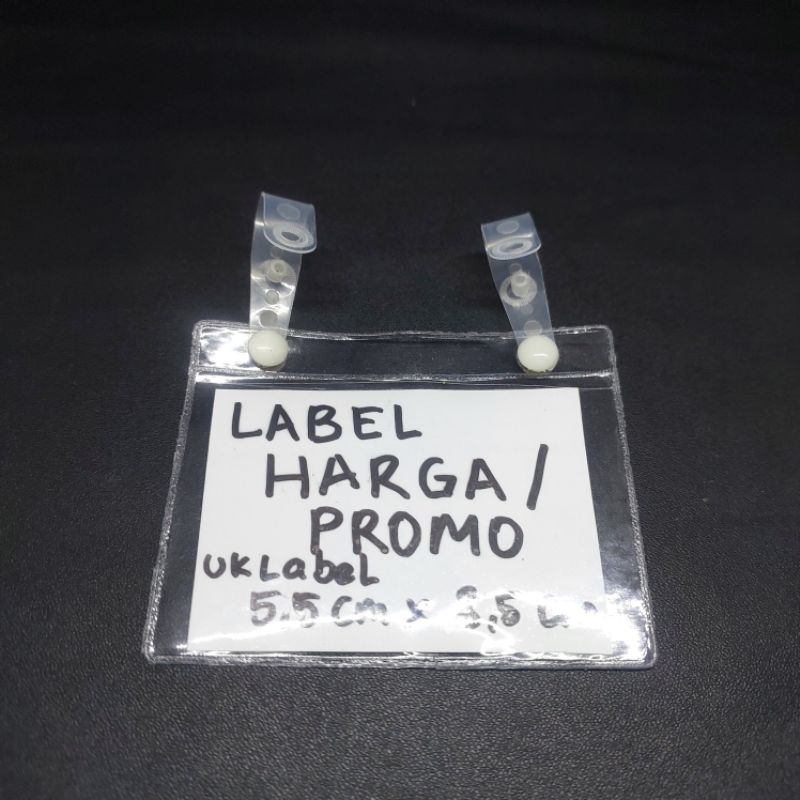 LABEL
HARGA /
PROMO
UK Label
5.5 cm x